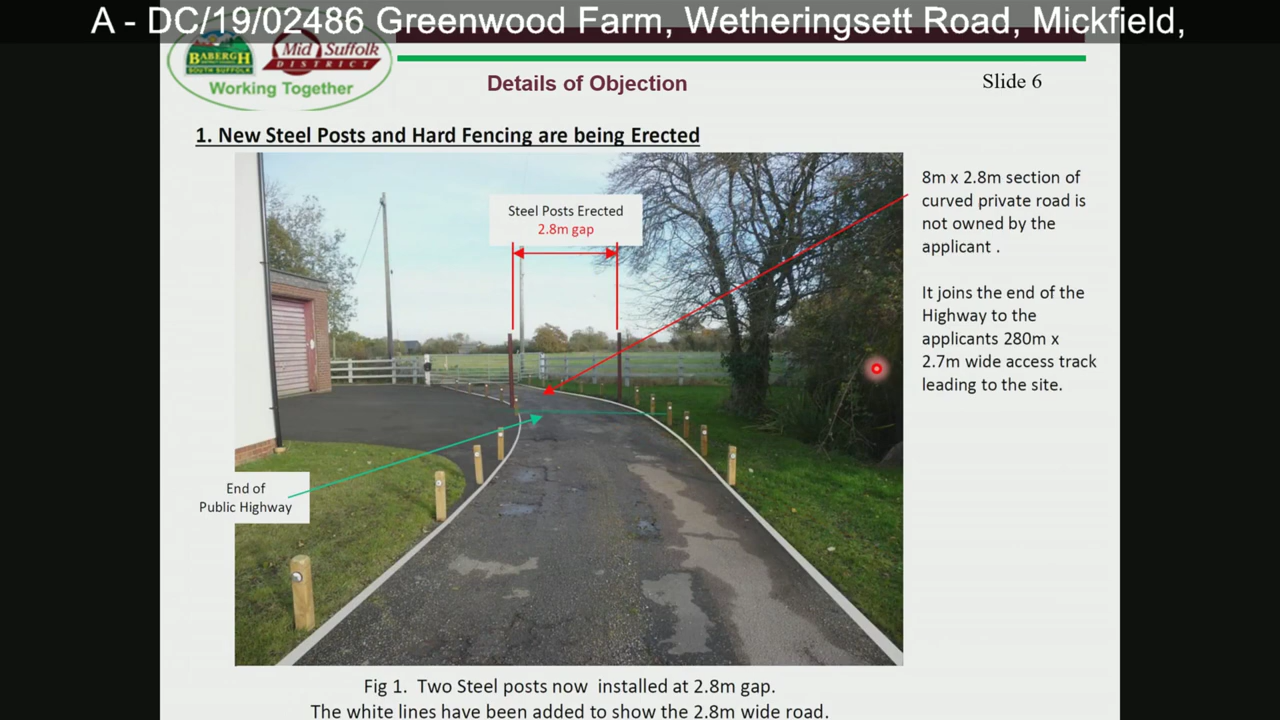 A - DC/19/02486 Greenwood Farm, Wetheringsett Road, Mickfield,
BABERGH
DISTRICT COUNCIL
SOUTH SUFFOLK
Mid Suffolk
DISTRICT
Working Together
Details of Objection
Slide 6
1. New Steel Posts and Hard Fencing are being Erected
Steel Posts Erected
2.8m gap
8m x 2.8m section of
curved private road is
not owned by the
applicant .
It joins the end of the
Highway to the
applicants 280m x
2.7m wide access track
leading to the site.
End of
Public Highway
Fig 1. Two Steel posts now installed at 2.8m gap.
The white lines have been added to show the 2.8m wide road.